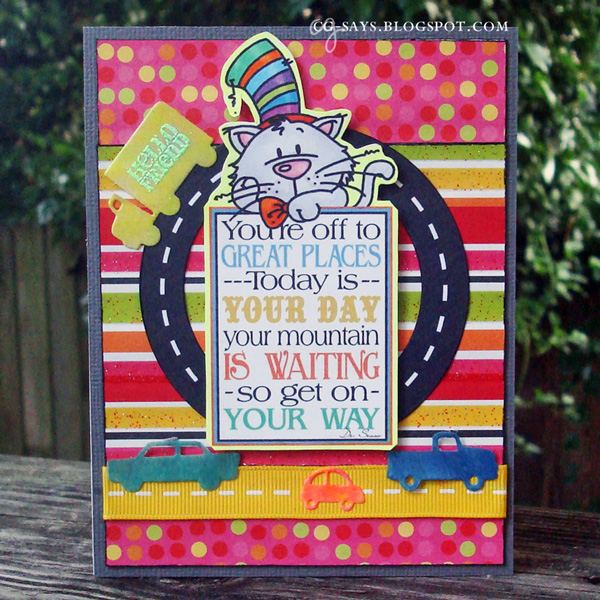 CG-SAYS.BLOGSPOT.COM
HELLO
FRIEND
You're off to
GREAT PLACES
---Today is--
YOUR DAY
your mountain
IS WAITING
-so get on-
YOUR WAY
Dr. Seuss